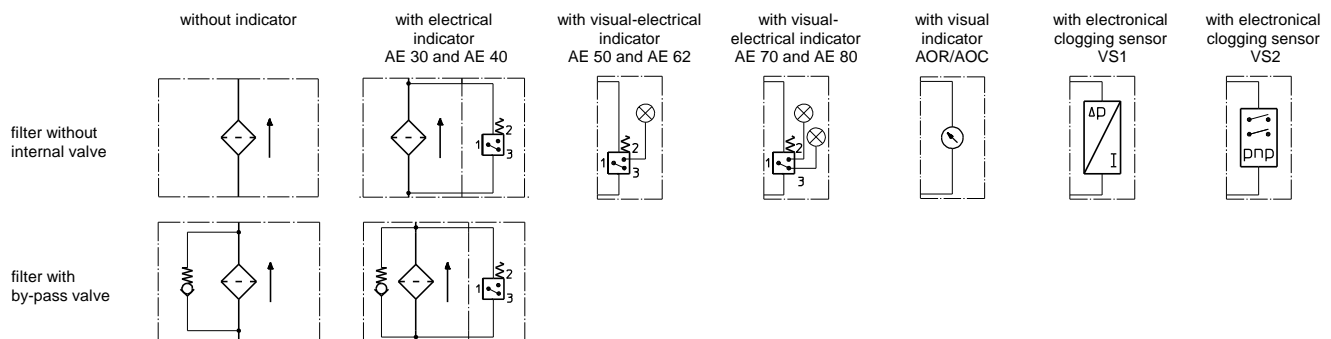 without indicator
with electrical
indicator
AE 30 and AE 40
with visual-electrical
indicator
AE 50 and AE 62
with visual-
electrical indicator
AE 70 and AE 80
with visual
indicator
AOR/AOC
with electronical
clogging sensor
VS1
with electronical
clogging sensor
VS2
filter without
internal valve
1
2
3
1
2
3
1
2
3
Δp
I
pnp
filter with
by-pass valve
1
2
3